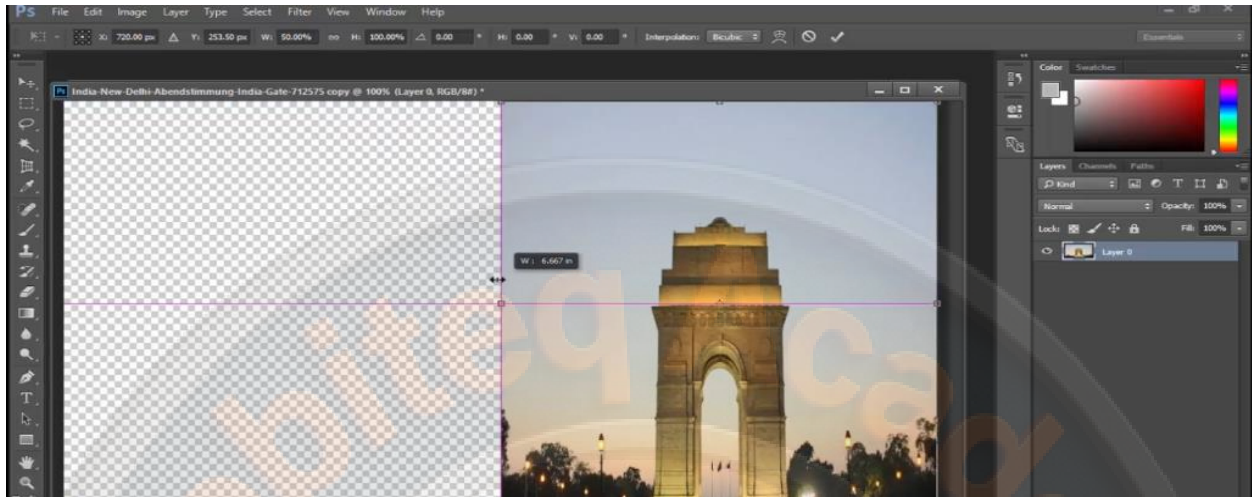 Ps File Edit Image Layer Type Select Filter View Window Help
X: 720.00 px Y: 253.50 px W: 50.00% H: 100.00% 0.00 ° H: 0.00 ° V: 0.00 ° Interpolation: Bicubic Essentials
Color Swatches
Ps India-New-Delhi-Abendstimmung-India-Gate-712575 copy @ 100% (Layer 0, RGB/8#) *
Layers Channels Paths
Kind
Normal Opacity: 100%
Lock: Fill: 100%
Layer 0
W : 6.667 in
biteq cad